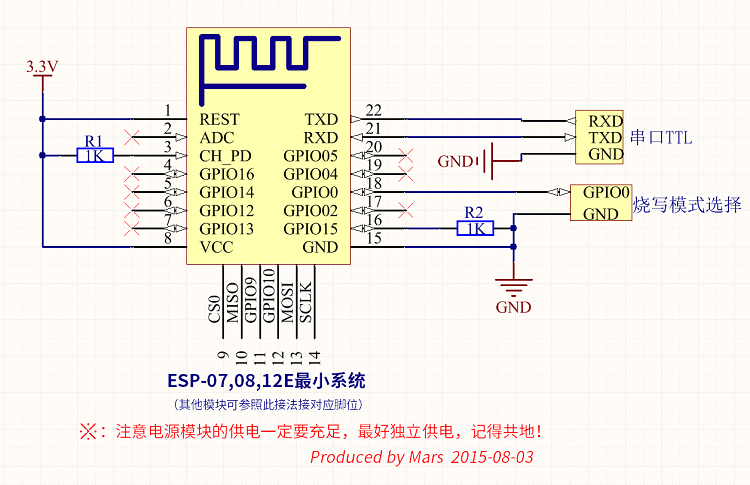 3.3V
R1
1K
1 REST
2 ADC
3 CH_PD
4 GPIO16
5 GPIO14
6 GPIO12
7 GPIO13
8 VCC
TXD 22
RXD 21
GPIO05 20
GPIO04 19
GPIO0 18
GPIO02 17
GPIO15 16
GND 15
RXD
TXD
GND
串口TTL
GND
GPIO0
GND
烧写模式选择
R2
1K
GND
CS0 9
MISO 10
GPIO9 11
GPIO10 12
MOSI 13
SCLK 14
ESP-07,08,12E最小系统
（其他模块可参照此接法接对应脚位）
※：注意电源模块的供电一定要充足，最好独立供电，记得共地！
Produced by Mars 2015-08-03